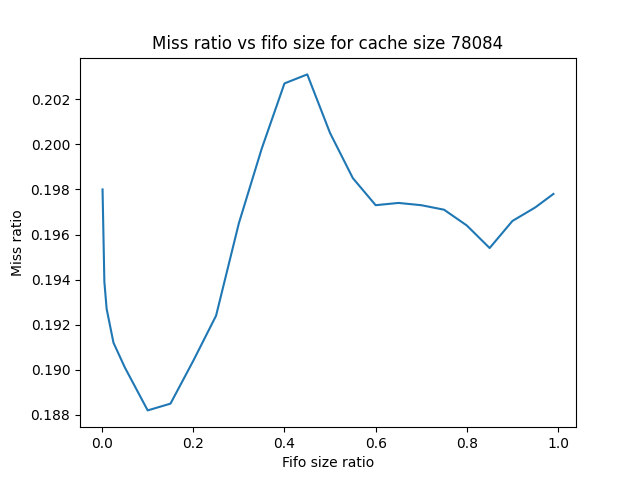 Miss ratio vs fifo size for cache size 78084
0.202
0.200
0.198
0.196
0.194
0.192
0.190
0.188
Miss ratio
0.0 0.2 0.4 0.6 0.8 1.0
Fifo size ratio